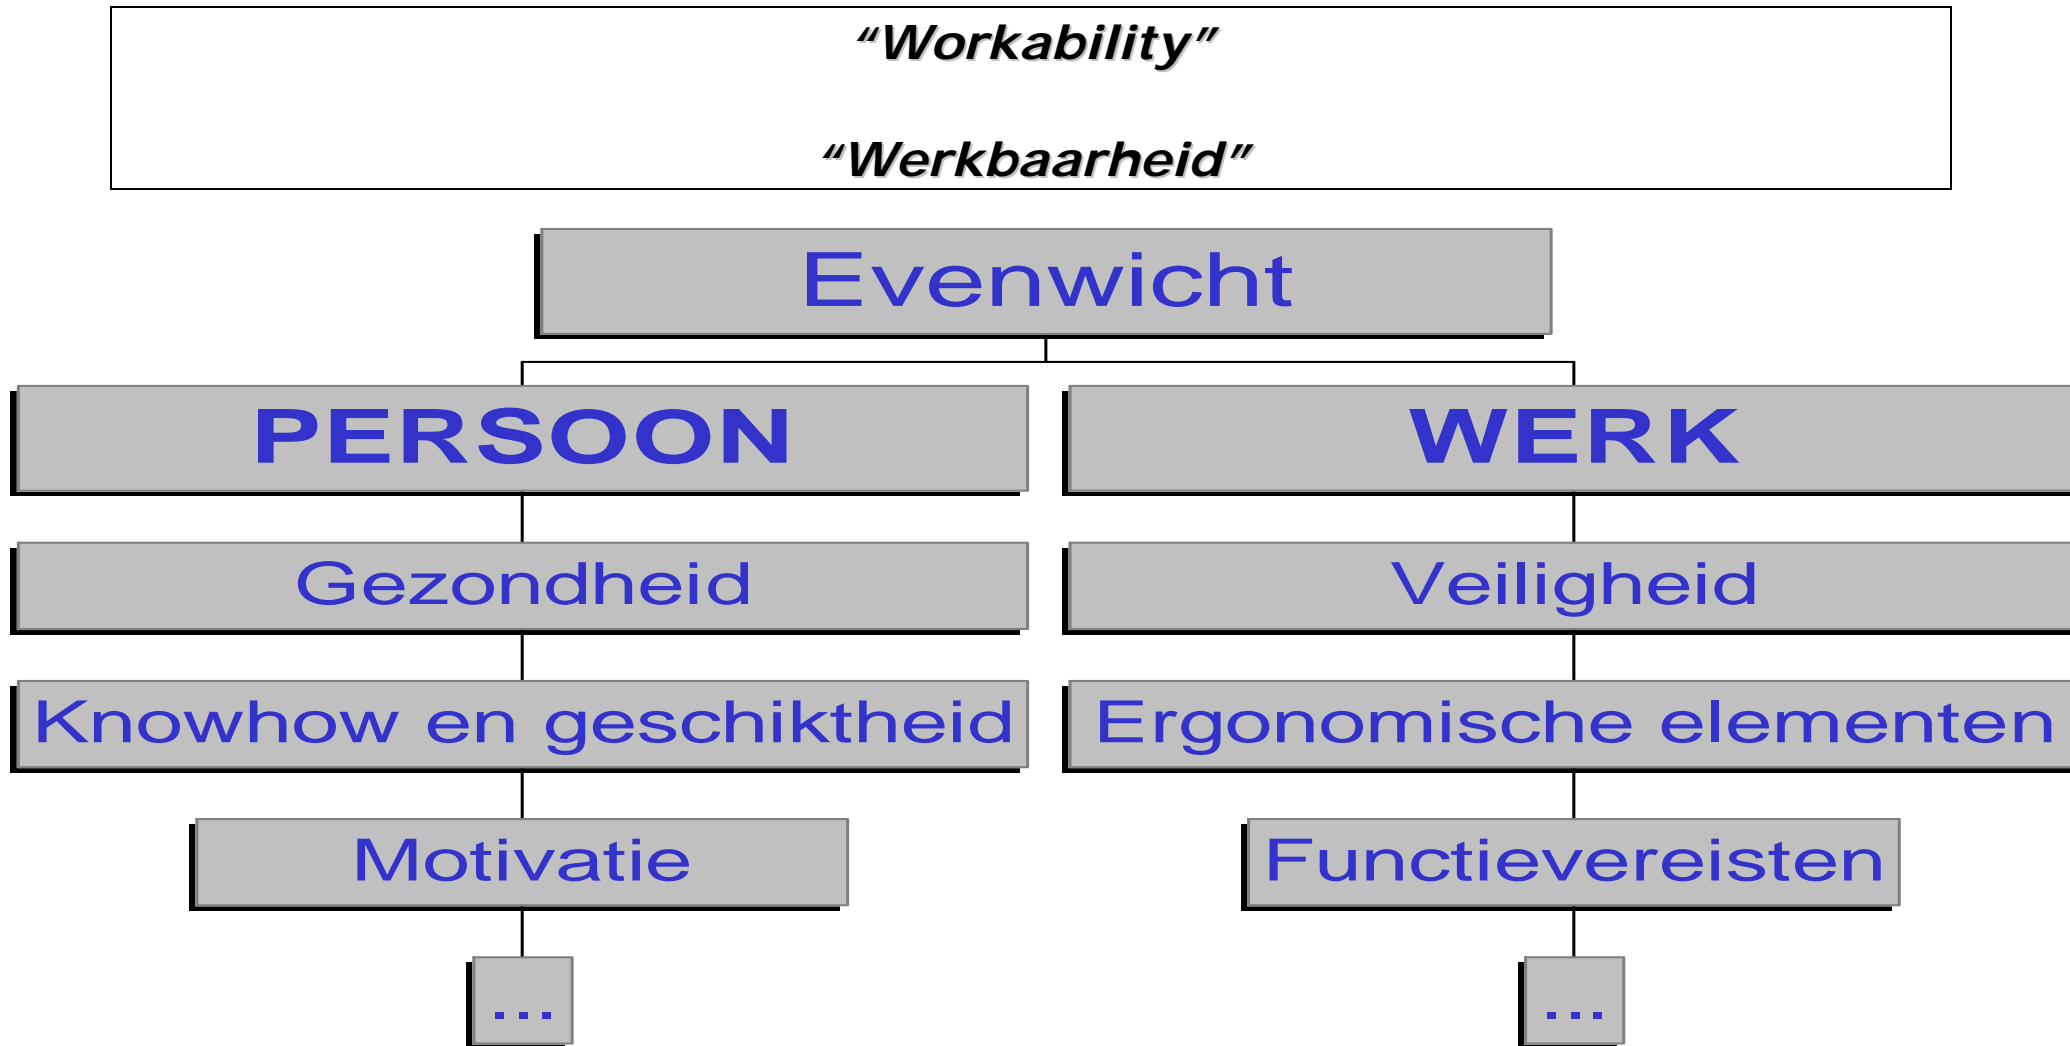 “Workability”
“Werkbaarheid”
Evenwicht
PERSOON
WERK
Gezondheid
Veiligheid
Knowhow en geschiktheid
Ergonomische elementen
Motivatie
Functievereisten
...
...